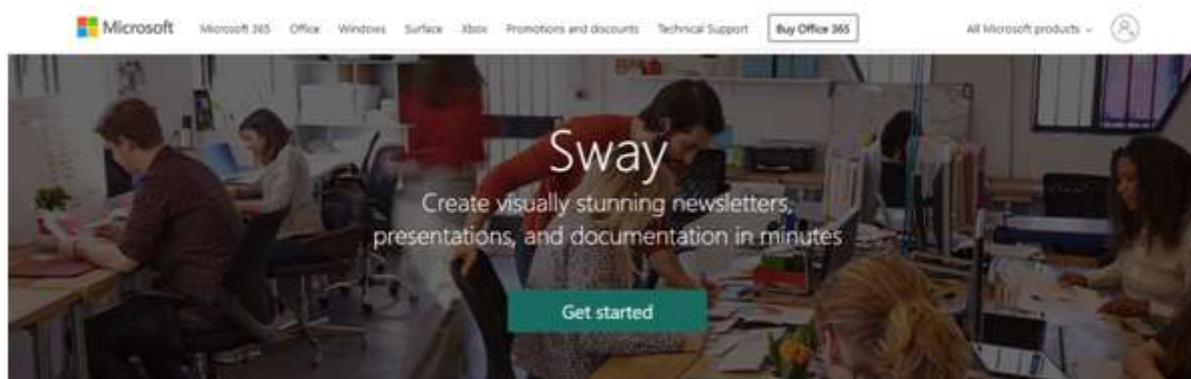 Microsoft Microsoft 365 Office Windows Surface Xbox Promotions and discounts Technical Support Buy Office 365 All Microsoft products
Sway
Create visually stunning newsletters,
presentations, and documentation in minutes
Get started